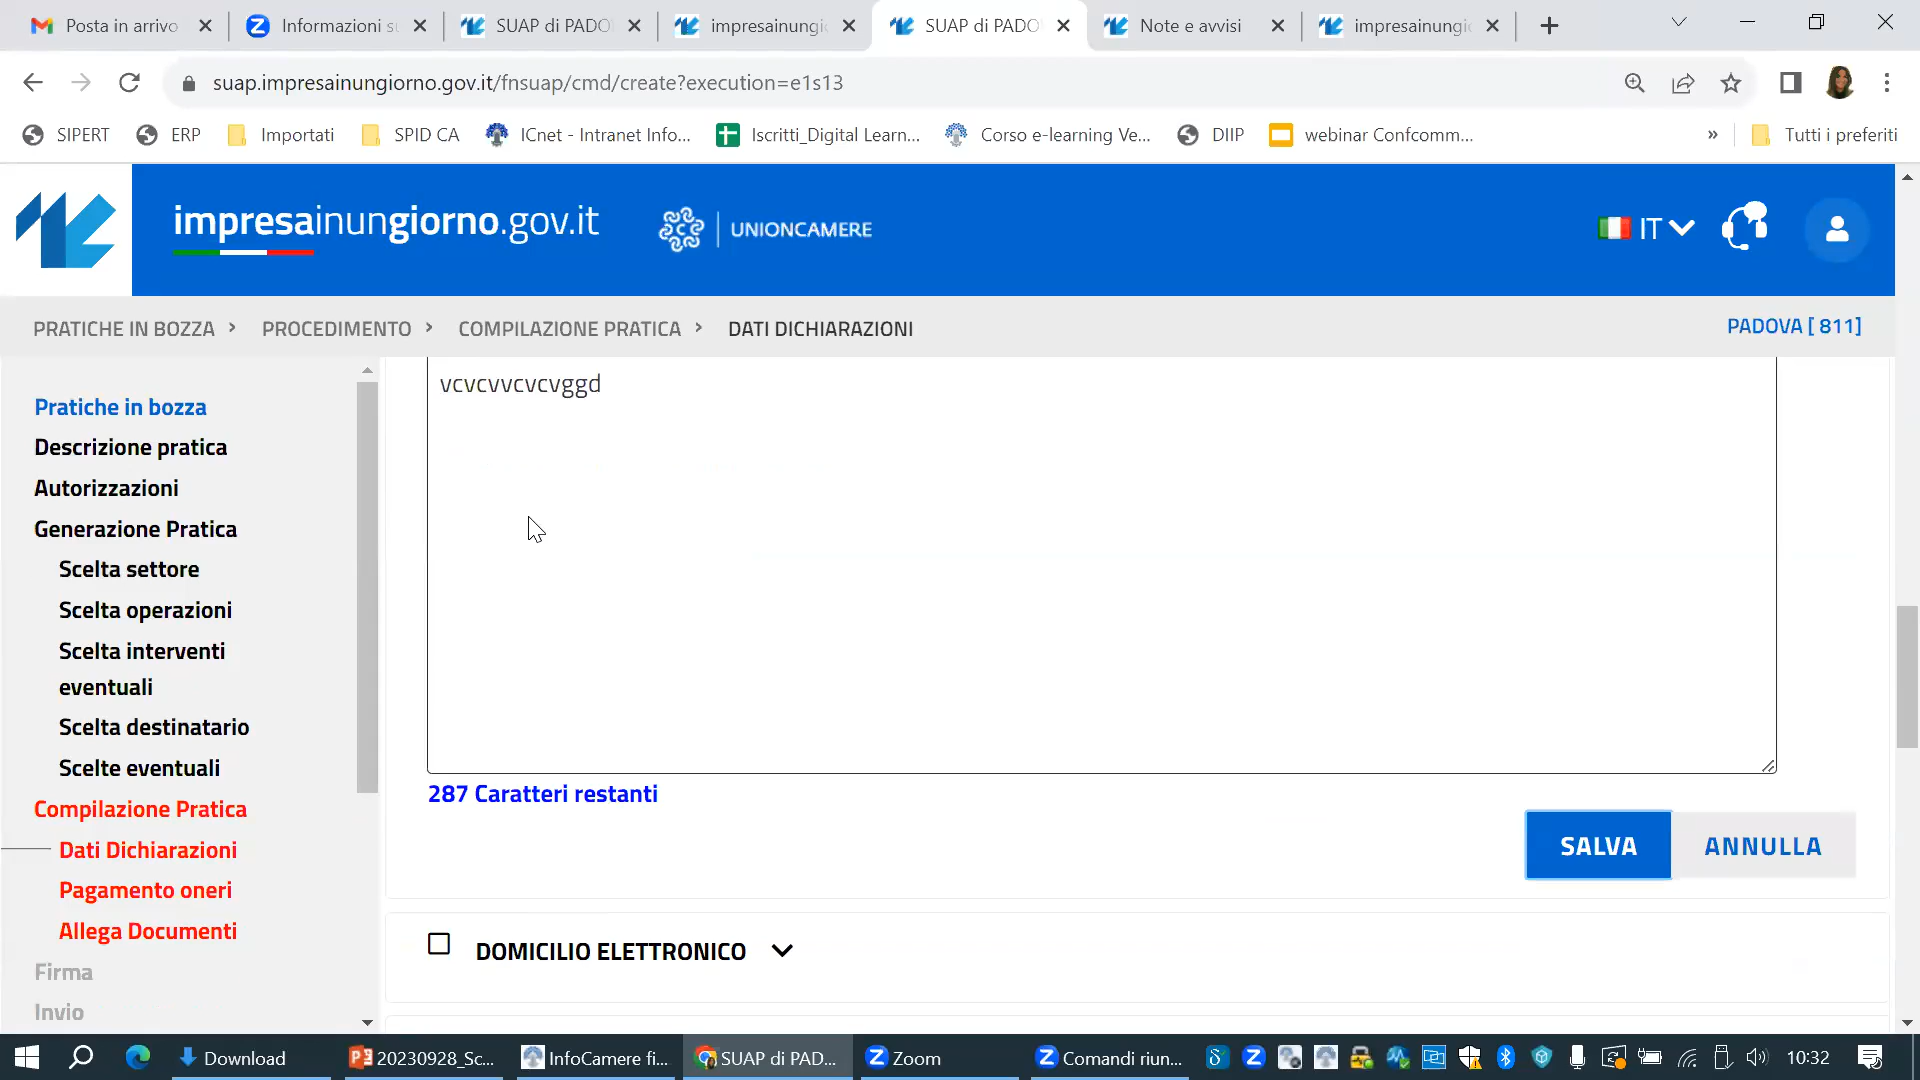 Posta in arrivo
Informazioni su
SUAP di PADO
impresainungio
SUAP di PADO
Note e avvisi
impresainungio
suap.impresainungiorno.gov.it/fnsuap/cmd/create?execution=e1s13
SIPERT
ERP
Importati
SPID CA
ICnet - Intranet Info...
Iscritti_Digital Learn...
Corso e-learning Ve...
DIIP
webinar Confcomm...
»
Tutti i preferiti
impresainungiorno.gov.it
UNIONCAMERE
IT
PRATICHE IN BOZZA > PROCEDIMENTO > COMPILAZIONE PRATICA > DATI DICHIARAZIONI
PADOVA [ 811]
Pratiche in bozza
Descrizione pratica
Autorizzazioni
Generazione Pratica
Scelta settore
Scelta operazioni
Scelta interventi
eventuali
Scelta destinatario
Scelte eventuali
Compilazione Pratica
Dati Dichiarazioni
Pagamento oneri
Allega Documenti
Firma
Invio
vcvcvvcvcvggd
287 Caratteri restanti
SALVA
ANNULLA
DOMICILIO ELETTRONICO
Download
20230928_Sc...
InfoCamere fi...
SUAP di PAD...
Zoom
Comandi riun...
10:32